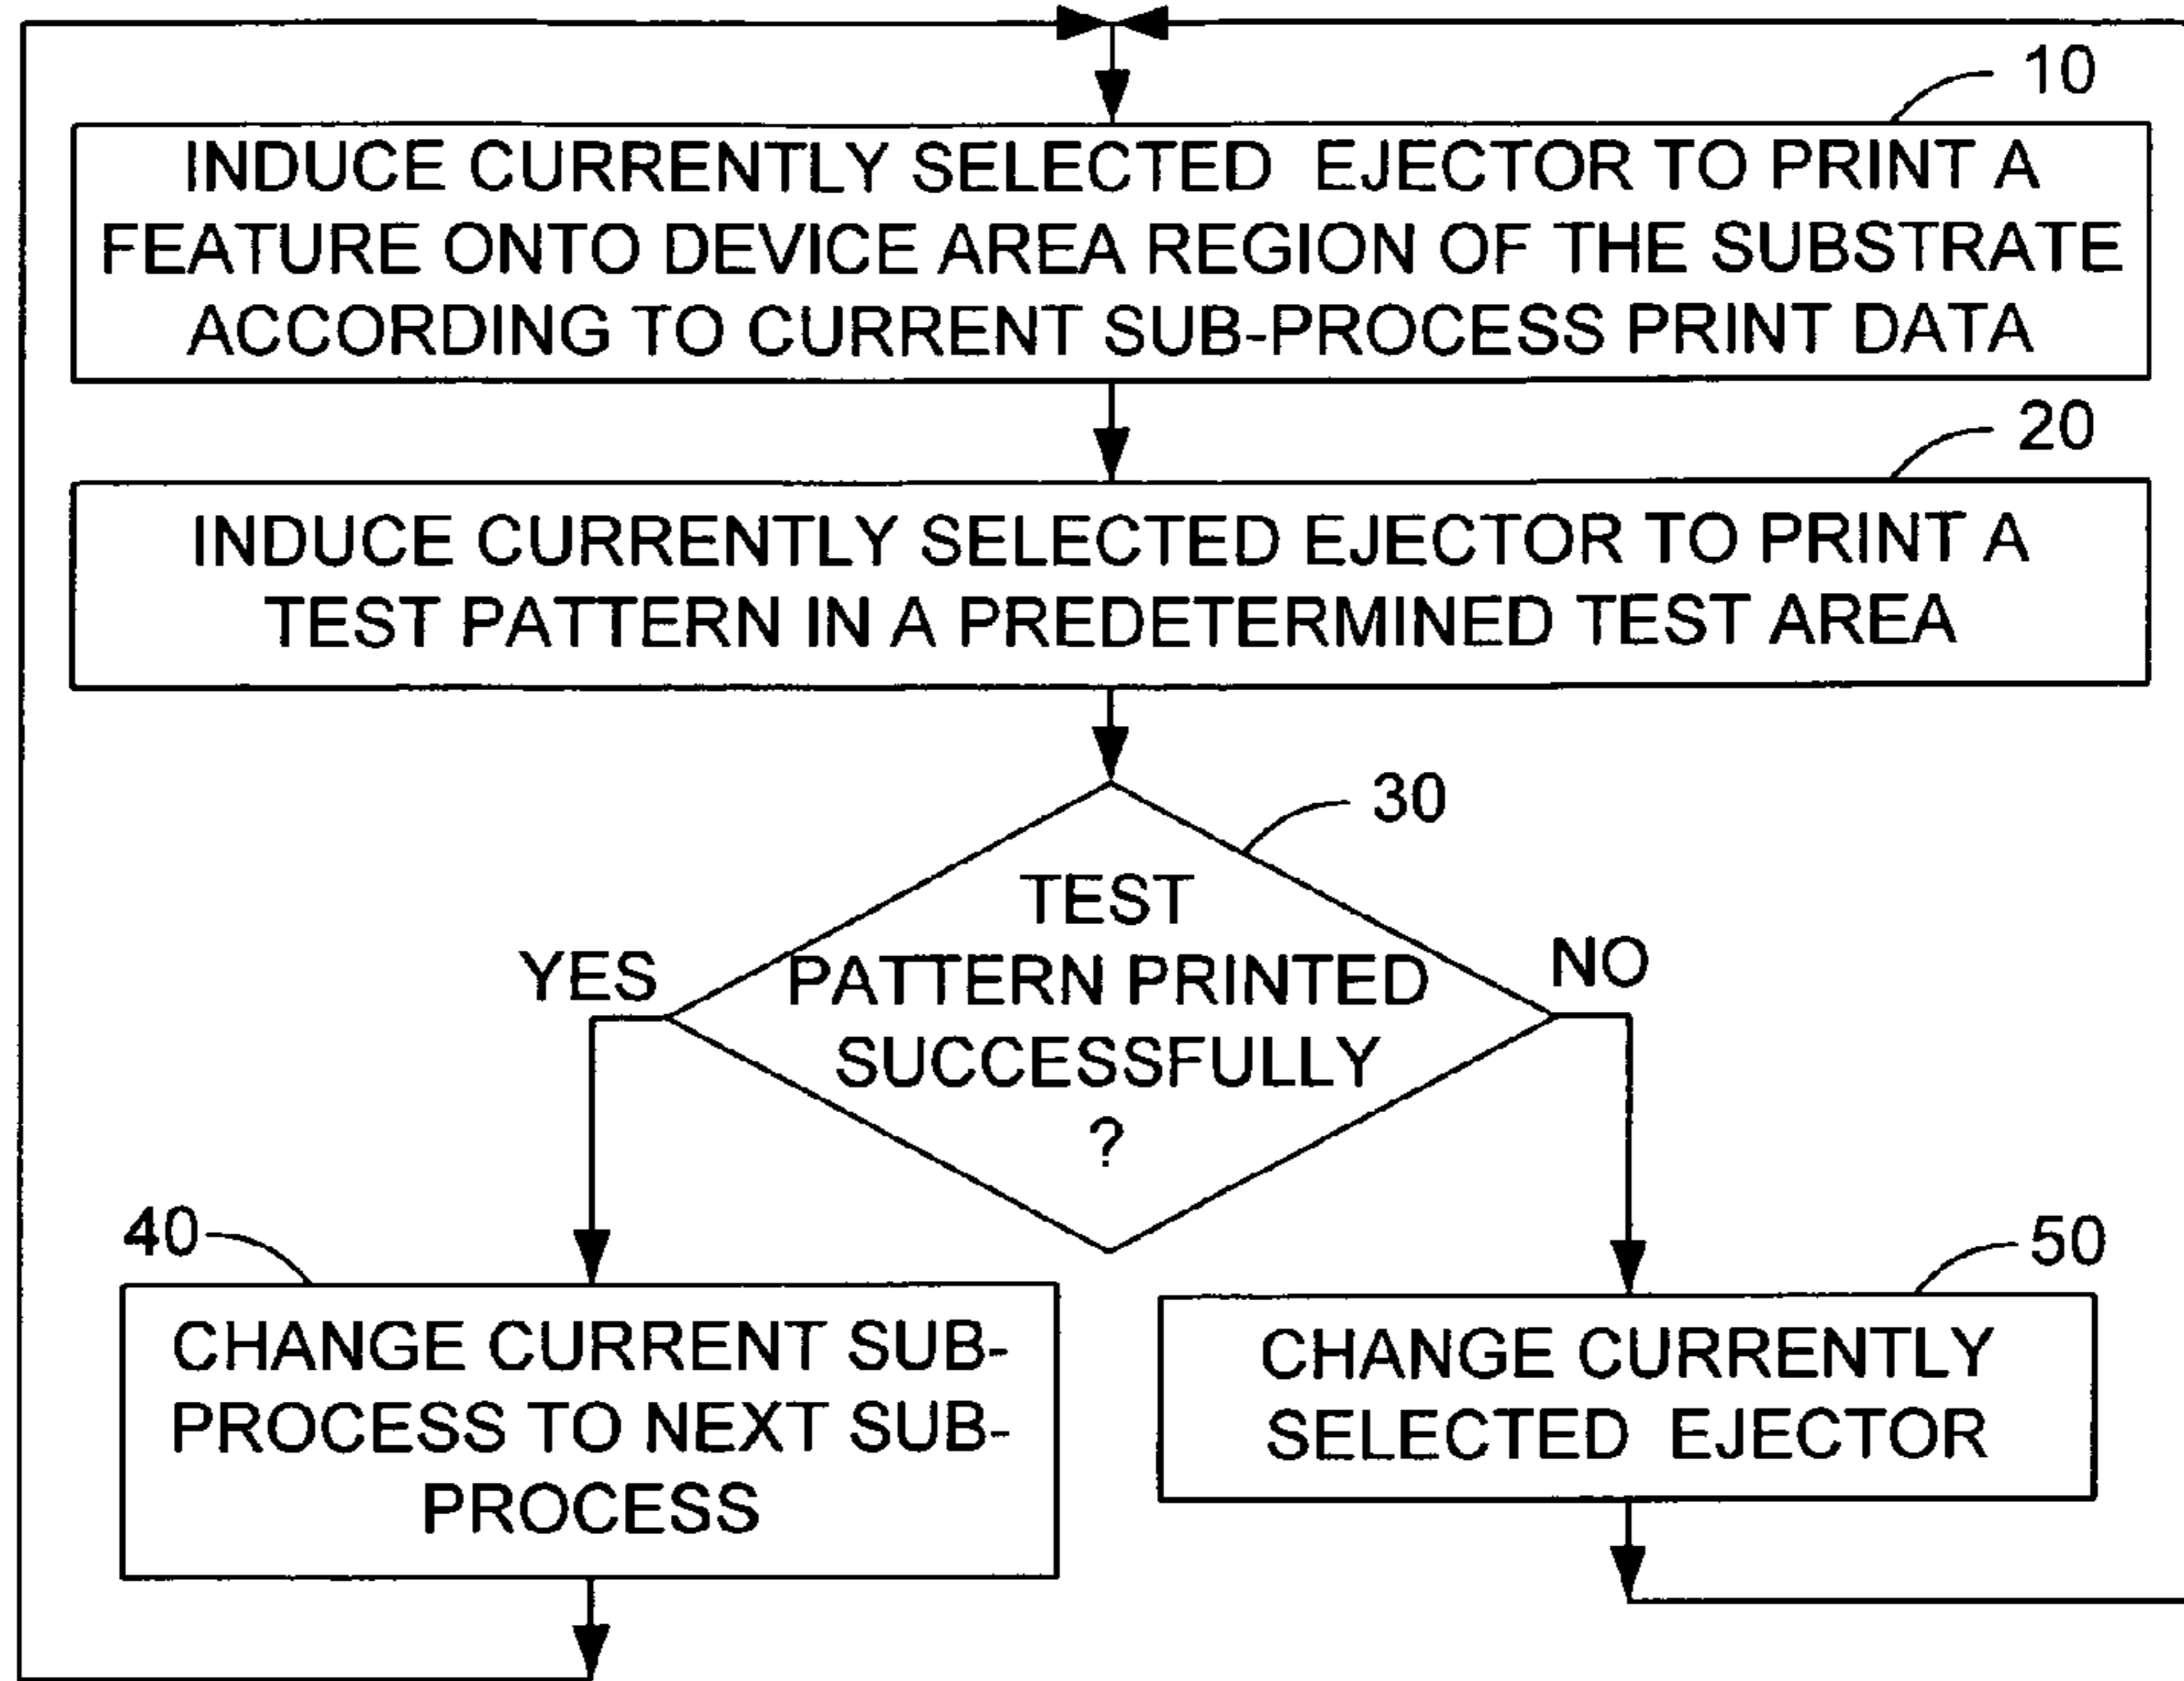 10
INDUCE CURRENTLY SELECTED EJECTOR TO PRINT A
FEATURE ONTO DEVICE AREA REGION OF THE SUBSTRATE
ACCORDING TO CURRENT SUB-PROCESS PRINT DATA
20
INDUCE CURRENTLY SELECTED EJECTOR TO PRINT A
TEST PATTERN IN A PREDETERMINED TEST AREA
30
TEST
PATTERN PRINTED
SUCCESSFULLY
?
YES
NO
40
CHANGE CURRENT SUB-
PROCESS TO NEXT SUB-
PROCESS
50
CHANGE CURRENTLY
SELECTED EJECTOR